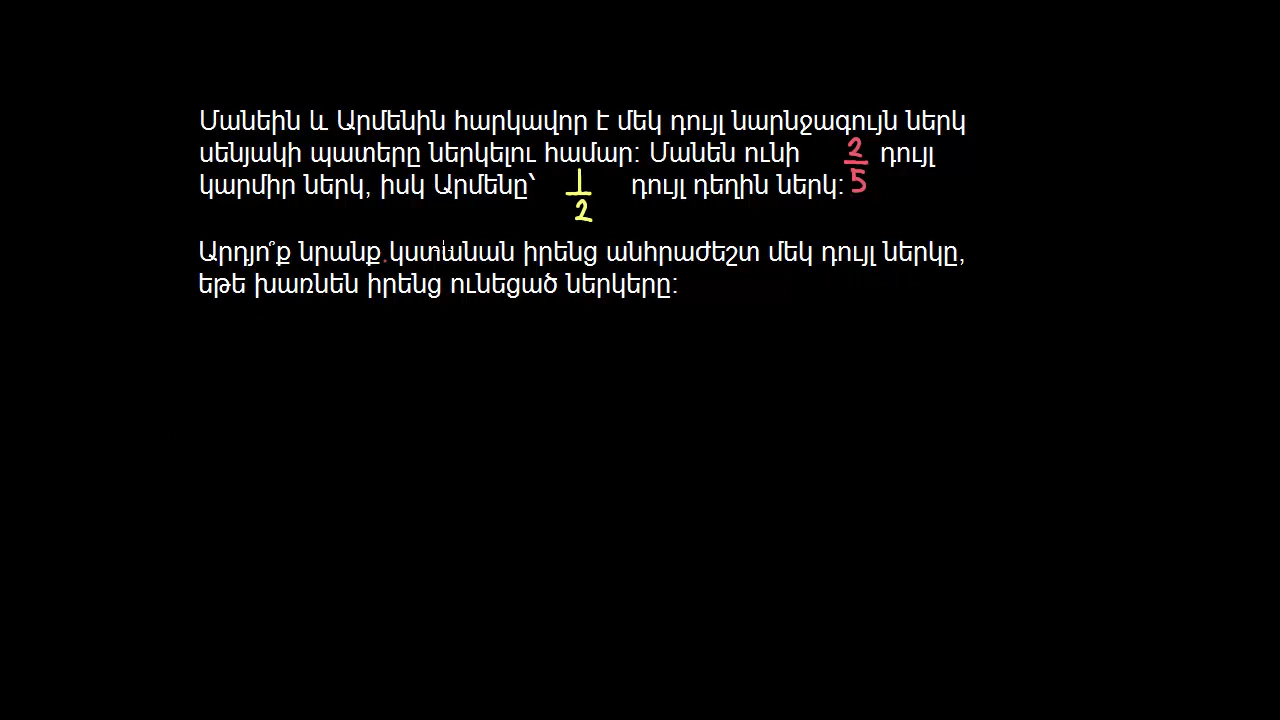 Մանեին և Արմենին հարկավոր է մեկ դույլ նարնջագույն ներկ
սենյակի պատերը ներկելու համար: Մանեն ունի 2/5 դույլ
կարմիր ներկ, իսկ Արմենը՝ 1/2 դույլ դեղին ներկ:
Արդյո՞ք նրանք կստանան իրենց անհրաժեշտ մեկ դույլ ներկը,
եթե խառնեն իրենց ունեցած ներկերը: